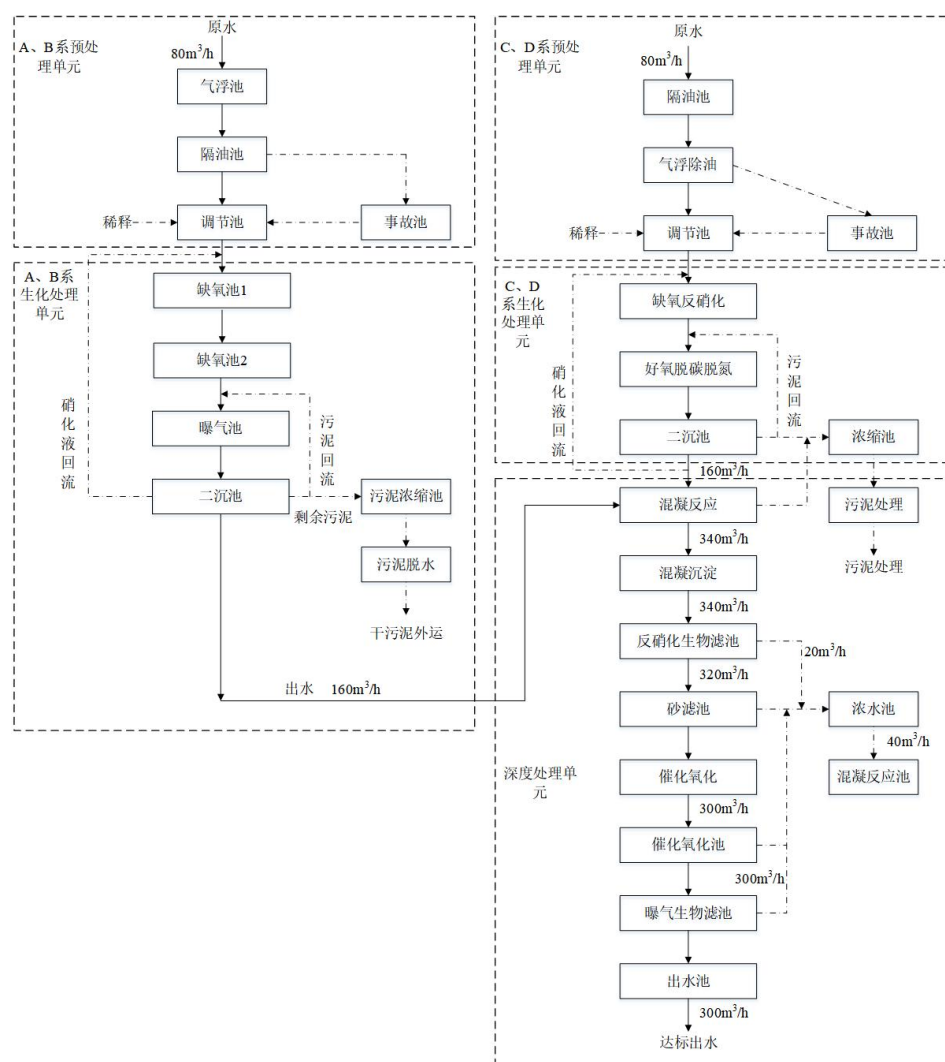 A、B系预处
理单元
原水
80m³/h
气浮池
隔油池
稀释
调节池
事故池
A、B系
生化处理
单元
缺氧池1
缺氧池2
曝气池
二沉池
硝
化
液
回
流
污
泥
回
流
剩余污泥
污泥浓缩池
污泥脱水
干污泥外运
出水 160m³/h
C、D系预处
理单元
原水
80m³/h
隔油池
气浮除油
稀释
调节池
事故池
C、D
系生化
处理单
元
缺氧反硝化
好氧脱碳脱氮
二沉池
硝
化
液
回
流
污
泥
回
流
浓缩池
污泥处理
污泥处理
160m³/h
混凝反应
340m³/h
混凝沉淀
340m³/h
反硝化生物滤池
20m³/h
320m³/h
砂滤池
浓水池
40m³/h
混凝反应池
深度处理单
元
催化氧化
300m³/h
催化氧化池
300m³/h
曝气生物滤池
出水池
300m³/h
达标出水